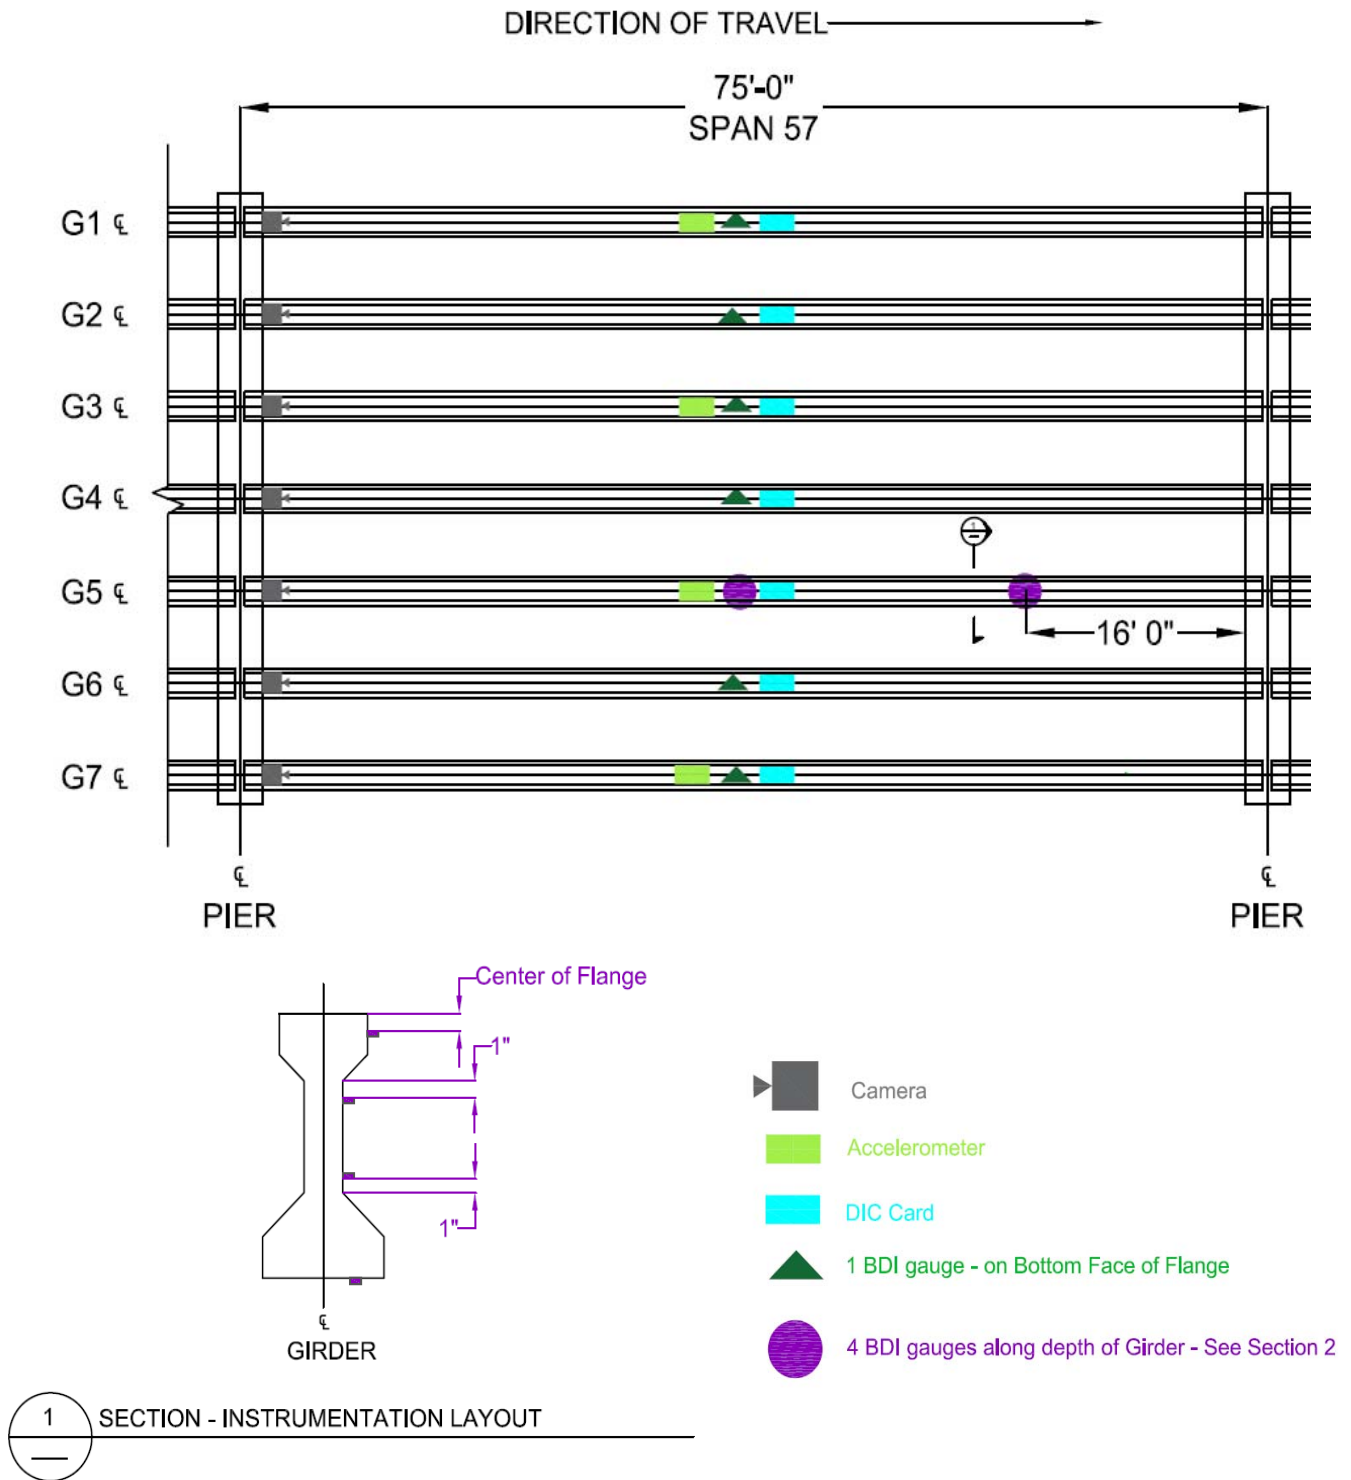 DIRECTION OF TRAVEL
75'-0"
SPAN 57
G1 ℄
G2 ℄
G3 ℄
G4 ℄
1
G5 ℄
16' 0"
G6 ℄
G7 ℄
℄
PIER
℄
PIER
Center of Flange
1"
1"
℄
GIRDER
Camera
Accelerometer
DIC Card
1 BDI gauge - on Bottom Face of Flange
4 BDI gauges along depth of Girder - See Section 2
1
SECTION - INSTRUMENTATION LAYOUT